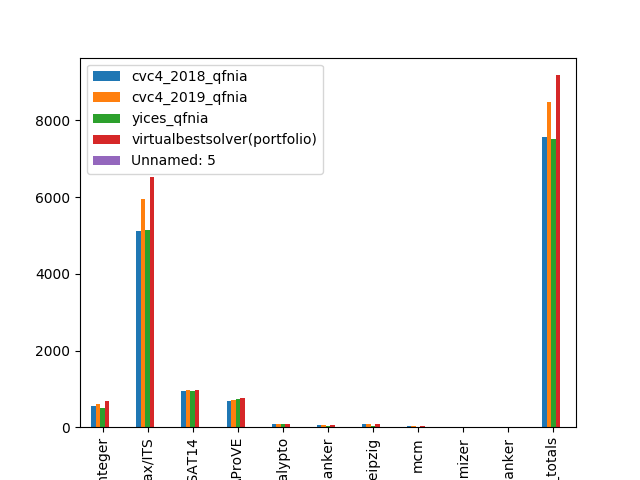 cvc4_2018_qfnia
cvc4_2019_qfnia
yices_qfnia
virtualbestsolver(portfolio)
Unnamed: 5
8000
6000
4000
2000
0
nteger
ax/ITS
SAT14
ProVE
alypto
anker
eipzig
mcm
mizer
anker
_totals